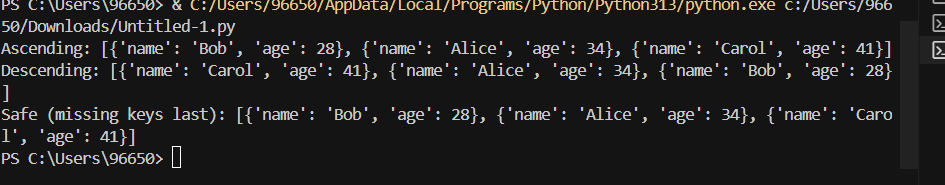 PS C:\Users\96650> & C:/Users/96650/AppData/Local/Programs/Python/Python313/python.exe c:/Users/966
50/Downloads/Untitled-1.py
Ascending: [{'name': 'Bob', 'age': 28}, {'name': 'Alice', 'age': 34}, {'name': 'Carol', 'age': 41}]
Descending: [{'name': 'Carol', 'age': 41}, {'name': 'Alice', 'age': 34}, {'name': 'Bob', 'age': 28}
]
Safe (missing keys last): [{'name': 'Bob', 'age': 28}, {'name': 'Alice', 'age': 34}, {'name': 'Caro
l', 'age': 41}]
PS C:\Users\96650>